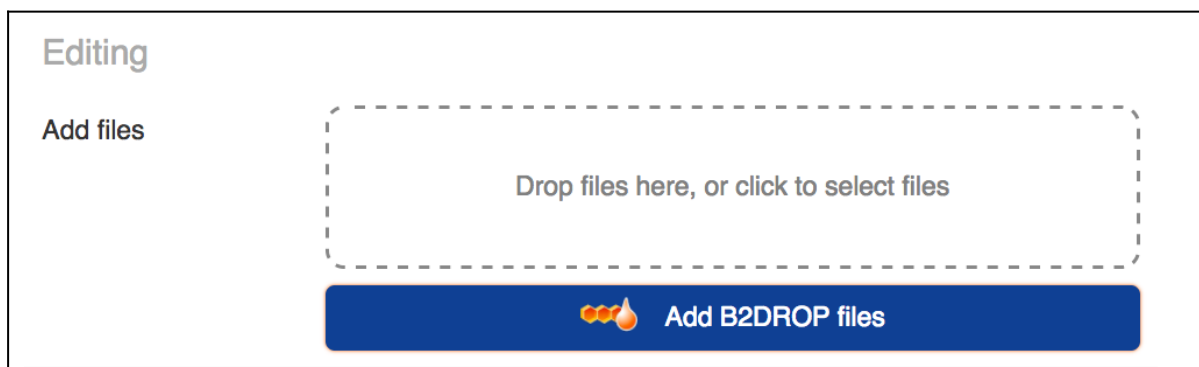 Editing
Add files
Drop files here, or click to select files
Add B2DROP files